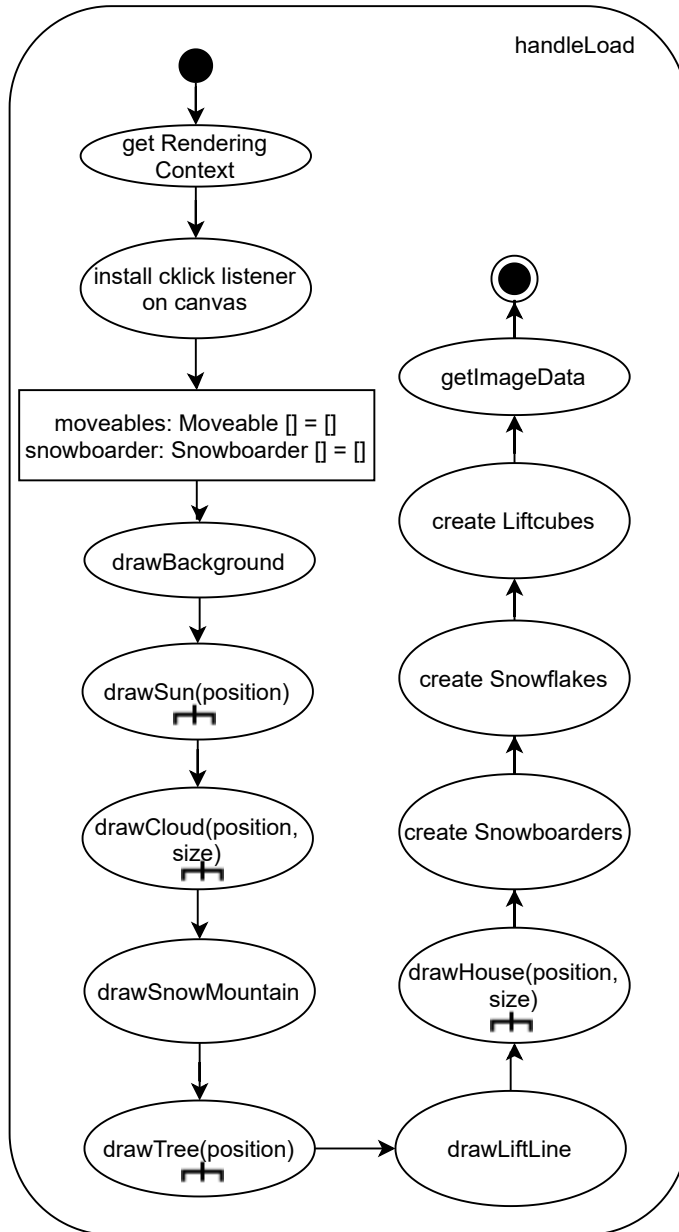 handleLoad
get Rendering
Context
install cklick listener
on canvas
moveables: Moveable [] = []
snowboarder: Snowboarder [] = []
drawBackground
drawSun(position)
drawCloud(position,
size)
drawSnowMountain
drawTree(position)
drawLiftLine
drawHouse(position,
size)
create Snowboarders
create Snowflakes
create Liftcubes
getImageData